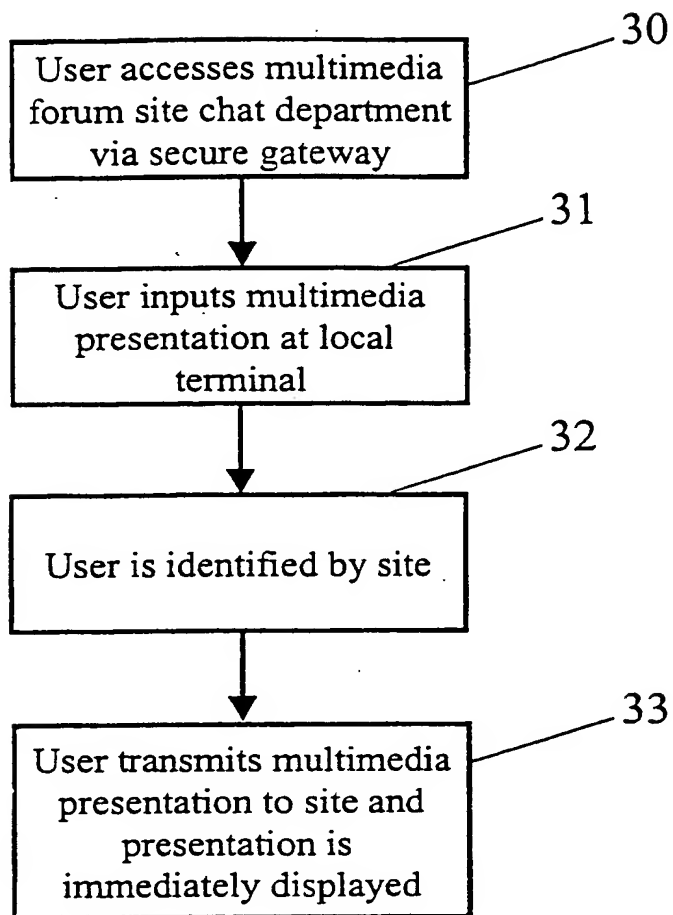 30
User accesses multimedia
forum site chat department
via secure gateway
31
User inputs multimedia
presentation at local
terminal
32
User is identified by site
33
User transmits multimedia
presentation to site and
presentation is
immediately displayed